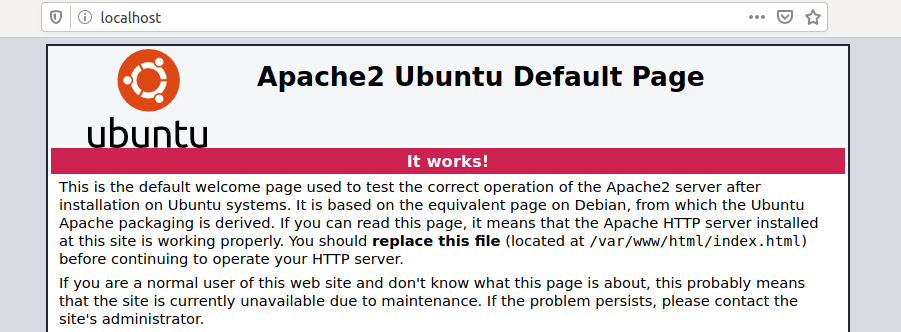 localhost
Apache2 Ubuntu Default Page
ubuntu
It works!
This is the default welcome page used to test the correct operation of the Apache2 server after
installation on Ubuntu systems. It is based on the equivalent page on Debian, from which the Ubuntu
Apache packaging is derived. If you can read this page, it means that the Apache HTTP server installed
at this site is working properly. You should replace this file (located at /var/www/html/index.html)
before continuing to operate your HTTP server.
If you are a normal user of this web site and don't know what this page is about, this probably means
that the site is currently unavailable due to maintenance. If the problem persists, please contact the
site's administrator.